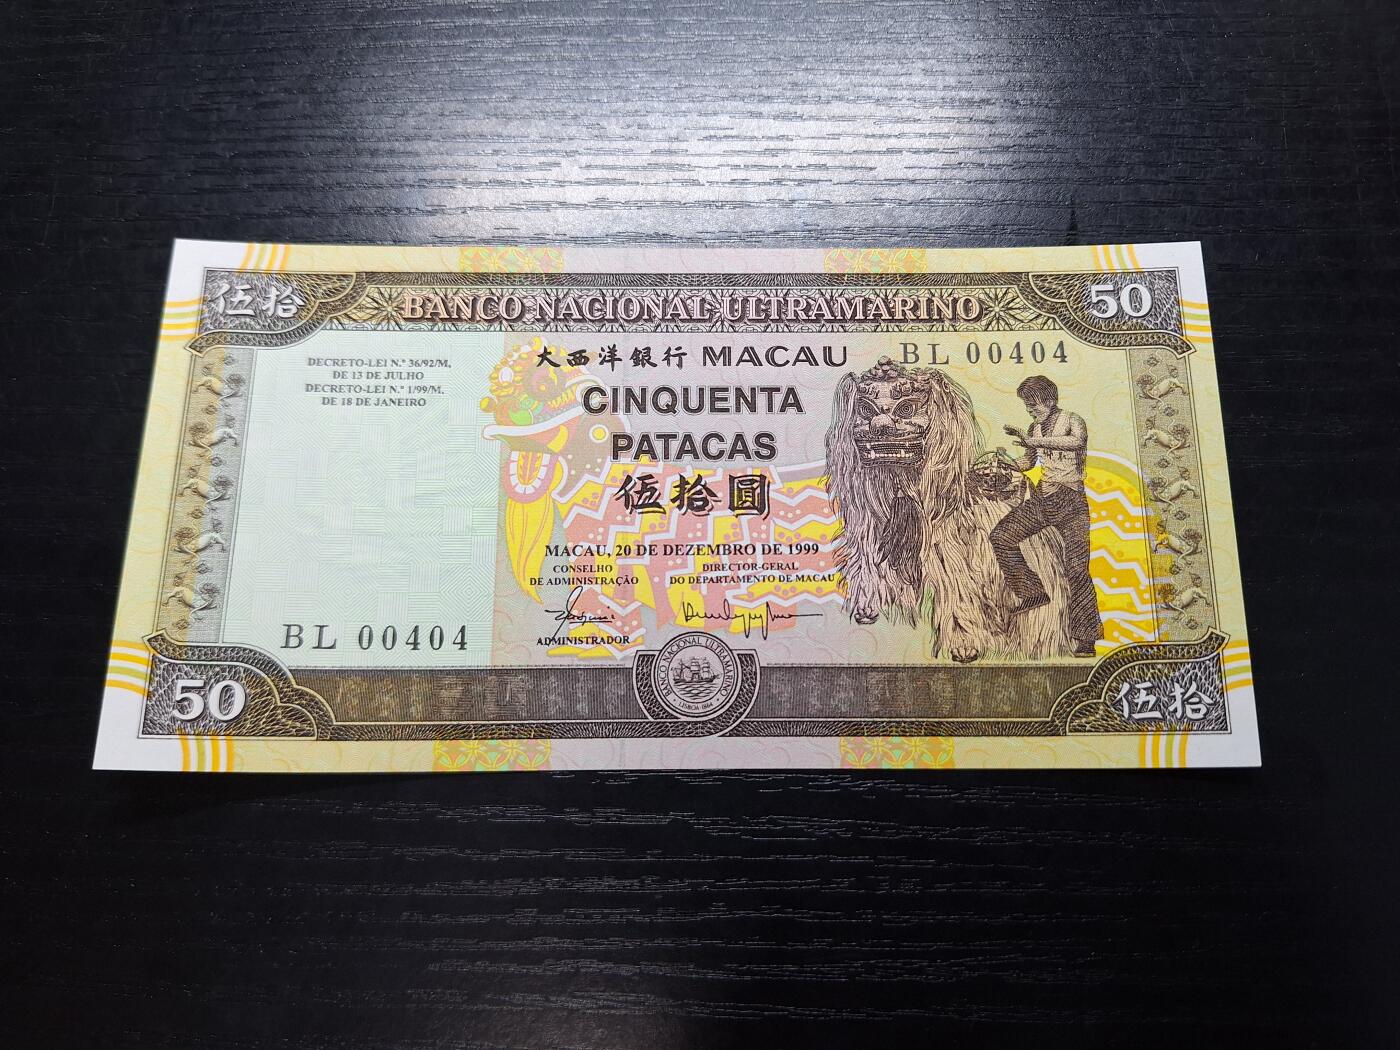 伍拾
BANCO NACIONAL ULTRAMARINO
50
DECRETO-LEI N.º 36/92/M,
DE 13 DE JULHO
DECRETO-LEI N.º 1/99/M,
DE 18 DE JANEIRO
大西洋銀行 MACAU
BL 00404
CINQUENTA
PATACAS
伍拾圓
MACAU, 20 DE DEZEMBRO DE 1999
CONSELHO
DE ADMINISTRAÇÃO
DIRECTOR-GERAL
DO DEPARTAMENTO DE MACAU
ADMINISTRADOR
BL 00404
BANCO NACIONAL ULTRAMARINO
LISBOA 1864
50
伍拾